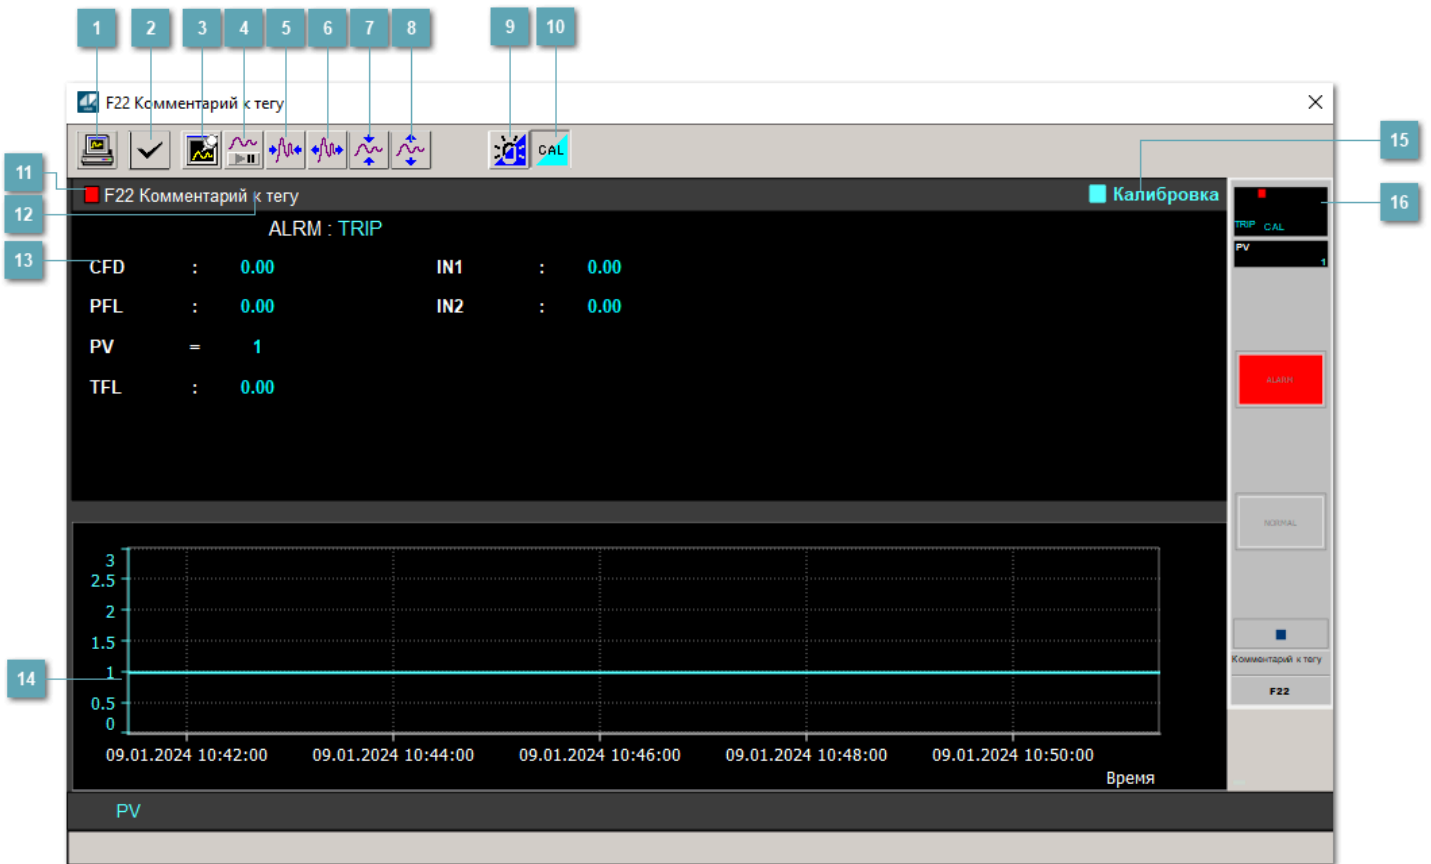 1 2 3 4 5 6 7 8 9 10
F22 Комментарий к тегу
CAL
15
11
F22 Комментарий к тегу
Калибровка
12
16
ALRM : TRIP
TRIP CAL
13
CFD : 0.00 IN1 : 0.00
PV
1
PFL : 0.00 IN2 : 0.00
PV = 1
TFL : 0.00
ALARM
NORMAL
3
2.5
2
1.5
14
1
0.5
0
09.01.2024 10:42:00 09.01.2024 10:44:00 09.01.2024 10:46:00 09.01.2024 10:48:00 09.01.2024 10:50:00
Время
Комментарий к тегу
F22
PV